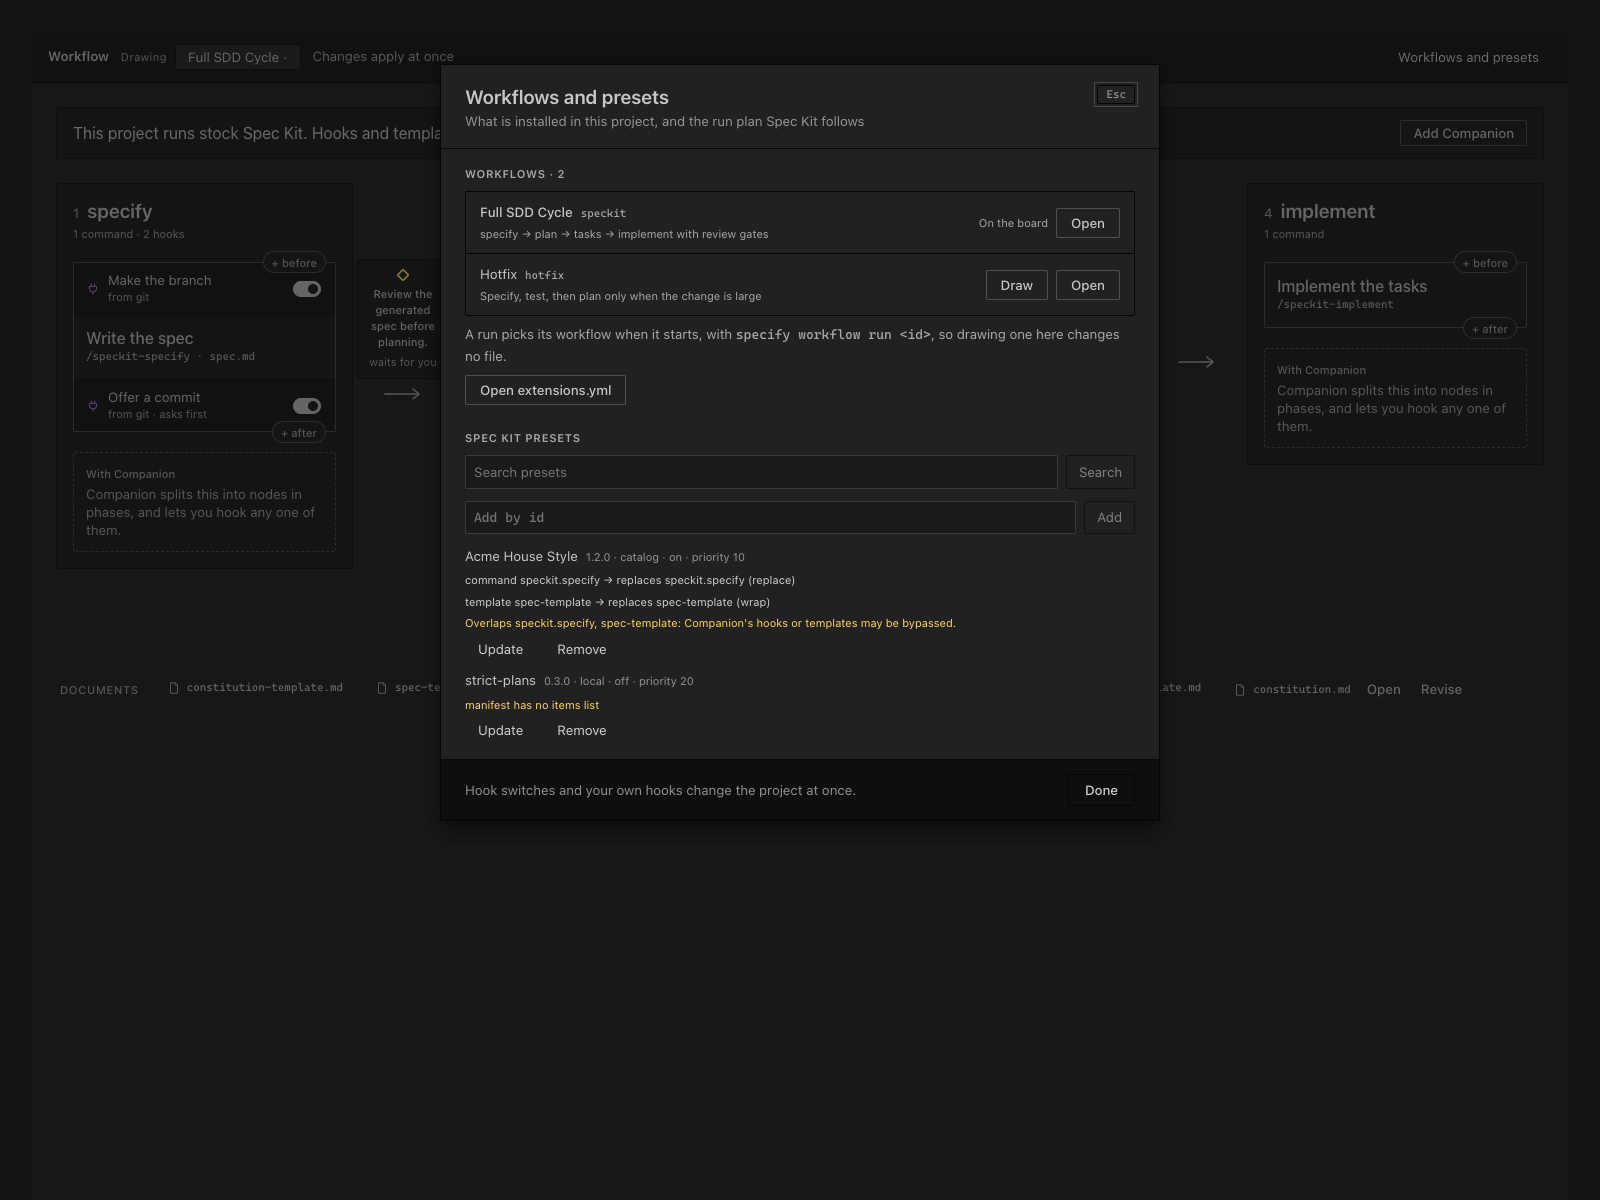 Workflow Drawing Full SDD Cycle · Changes apply at once Workflows and presets
This project runs stock Spec Kit. Hooks and Add Companion
1 specify
1 command · 2 hooks
+ before
Make the branch
from git
Write the spec
/speckit-specify · spec.md
Offer a commit
from git · asks first
+ after
With Companion
Companion splits this into nodes in
phases, and lets you hook any one of
them.
Review the
generated
spec before
planning.
waits for you
Workflows and presets
Esc
What is installed in this project, and the run plan Spec Kit follows
WORKFLOWS · 2
Full SDD Cycle speckit
specify → plan → tasks → implement with review gates
On the board Open
Hotfix hotfix
Specify, test, then plan only when the change is large
Draw Open
A run picks its workflow when it starts, with specify workflow run <id>, so drawing one here changes
no file.
Open extensions.yml
SPEC KIT PRESETS
Search presets Search
Add by id Add
Acme House Style 1.2.0 · catalog · on · priority 10
command speckit.specify → replaces speckit.specify (replace)
template spec-template → replaces spec-template (wrap)
Overlaps speckit.specify, spec-template: Companion's hooks or templates may be bypassed.
Update Remove
strict-plans 0.3.0 · local · off · priority 20
manifest has no items list
Update Remove
Hook switches and your own hooks change the project at once.
Done
4 implement
1 command
+ before
Implement the tasks
/speckit-implement
+ after
With Companion
Companion splits this into nodes in
phases, and lets you hook any one of
them.
DOCUMENTS constitution-template.md constitution.md Open Revise